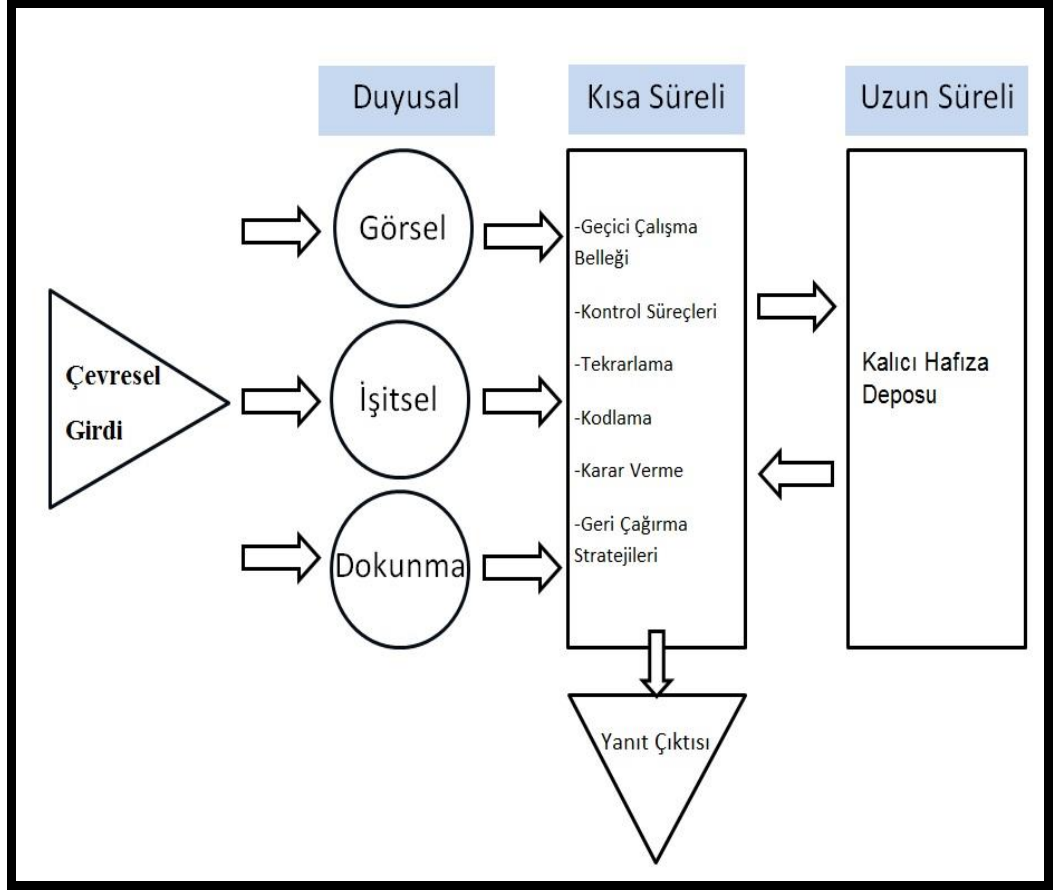 Duyusal
Kısa Süreli
Uzun Süreli
Çevresel
Girdi
Görsel
İşitsel
Dokunma
-Geçici Çalışma
Belleği
-Kontrol Süreçleri
-Tekrarlama
-Kodlama
-Karar Verme
-Geri Çağırma
Stratejileri
Kalıcı Hafıza
Deposu
Yanıt Çıktısı